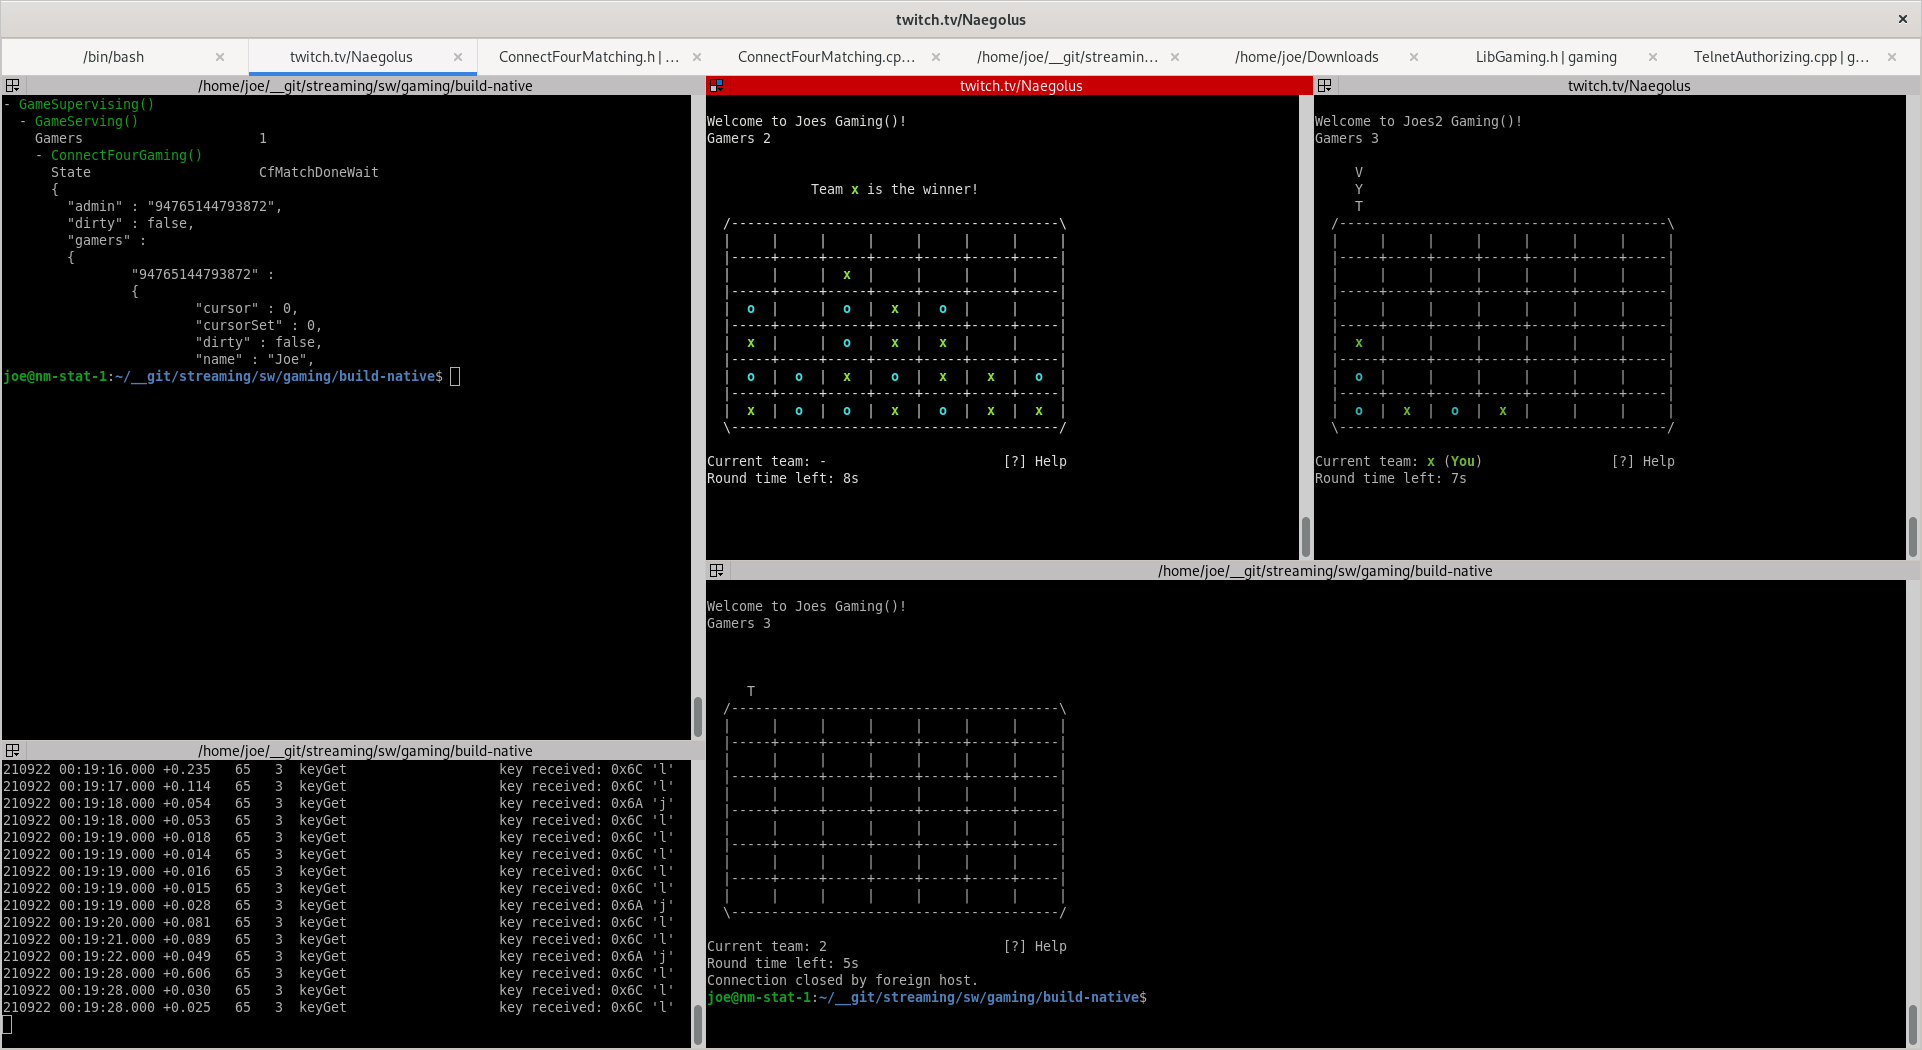 twitch.tv/Naegolus ×
/bin/bash × twitch.tv/Naegolus × ConnectFourMatching.h | … × ConnectFourMatching.cp… × /home/joe/__git/streamin… × /home/joe/Downloads × LibGaming.h | gaming × TelnetAuthorizing.cpp | g… ×
/home/joe/__git/streaming/sw/gaming/build-native
- GameSupervising()
  - GameServing()
    Gamers                      1
    - ConnectFourGaming()
      State                     CfMatchDoneWait
      {
        "admin" : "94765144793872",
        "dirty" : false,
        "gamers" :
        {
                "94765144793872" :
                {
                        "cursor" : 0,
                        "cursorSet" : 0,
                        "dirty" : false,
                        "name" : "Joe",
joe@nm-stat-1:~/__git/streaming/sw/gaming/build-native$
/home/joe/__git/streaming/sw/gaming/build-native
210922 00:19:16.000 +0.235   65   3  keyGet                   key received: 0x6C 'l'
210922 00:19:17.000 +0.114   65   3  keyGet                   key received: 0x6C 'l'
210922 00:19:18.000 +0.054   65   3  keyGet                   key received: 0x6A 'j'
210922 00:19:18.000 +0.053   65   3  keyGet                   key received: 0x6C 'l'
210922 00:19:19.000 +0.018   65   3  keyGet                   key received: 0x6C 'l'
210922 00:19:19.000 +0.014   65   3  keyGet                   key received: 0x6C 'l'
210922 00:19:19.000 +0.016   65   3  keyGet                   key received: 0x6C 'l'
210922 00:19:19.000 +0.015   65   3  keyGet                   key received: 0x6C 'l'
210922 00:19:19.000 +0.028   65   3  keyGet                   key received: 0x6A 'j'
210922 00:19:20.000 +0.081   65   3  keyGet                   key received: 0x6C 'l'
210922 00:19:21.000 +0.089   65   3  keyGet                   key received: 0x6C 'l'
210922 00:19:22.000 +0.049   65   3  keyGet                   key received: 0x6A 'j'
210922 00:19:28.000 +0.606   65   3  keyGet                   key received: 0x6C 'l'
210922 00:19:28.000 +0.030   65   3  keyGet                   key received: 0x6C 'l'
210922 00:19:28.000 +0.025   65   3  keyGet                   key received: 0x6C 'l'
twitch.tv/Naegolus
Welcome to Joes Gaming()!
Gamers 2
             Team x is the winner!
  /-----------------------------------------\
  |     |     |     |     |     |     |     |
  |-----+-----+-----+-----+-----+-----+-----|
  |     |     |  x  |     |     |     |     |
  |-----+-----+-----+-----+-----+-----+-----|
  |  o  |     |  o  |  x  |  o  |     |     |
  |-----+-----+-----+-----+-----+-----+-----|
  |  x  |     |  o  |  x  |  x  |     |     |
  |-----+-----+-----+-----+-----+-----+-----|
  |  o  |  o  |  x  |  o  |  x  |  x  |  o  |
  |-----+-----+-----+-----+-----+-----+-----|
  |  x  |  o  |  o  |  x  |  o  |  x  |  x  |
  \-----------------------------------------/
Current team: -                      [?] Help
Round time left: 8s
twitch.tv/Naegolus
Welcome to Joes2 Gaming()!
Gamers 3
     V
     Y
     T
  /-----------------------------------------\
  |     |     |     |     |     |     |     |
  |-----+-----+-----+-----+-----+-----+-----|
  |     |     |     |     |     |     |     |
  |-----+-----+-----+-----+-----+-----+-----|
  |     |     |     |     |     |     |     |
  |-----+-----+-----+-----+-----+-----+-----|
  |  x  |     |     |     |     |     |     |
  |-----+-----+-----+-----+-----+-----+-----|
  |  o  |     |     |     |     |     |     |
  |-----+-----+-----+-----+-----+-----+-----|
  |  o  |  x  |  o  |  x  |     |     |     |
  \-----------------------------------------/
Current team: x (You)                [?] Help
Round time left: 7s
/home/joe/__git/streaming/sw/gaming/build-native
Welcome to Joes Gaming()!
Gamers 3
     T
  /-----------------------------------------\
  |     |     |     |     |     |     |     |
  |-----+-----+-----+-----+-----+-----+-----|
  |     |     |     |     |     |     |     |
  |-----+-----+-----+-----+-----+-----+-----|
  |     |     |     |     |     |     |     |
  |-----+-----+-----+-----+-----+-----+-----|
  |     |     |     |     |     |     |     |
  |-----+-----+-----+-----+-----+-----+-----|
  |     |     |     |     |     |     |     |
  |-----+-----+-----+-----+-----+-----+-----|
  |     |     |     |     |     |     |     |
  \-----------------------------------------/
Current team: 2                      [?] Help
Round time left: 5s
Connection closed by foreign host.
joe@nm-stat-1:~/__git/streaming/sw/gaming/build-native$